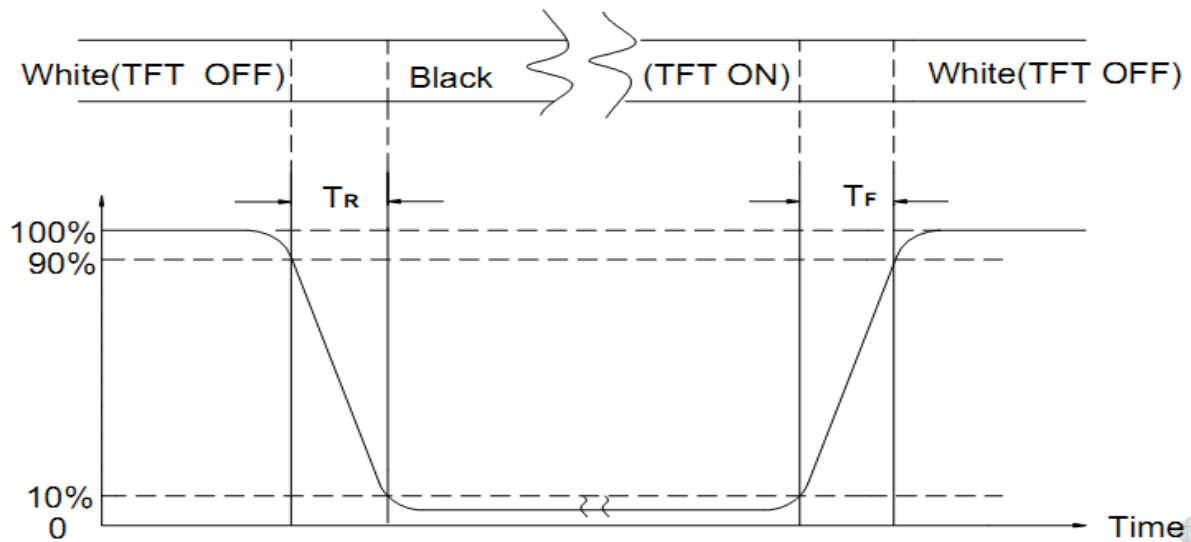 White(TFT OFF) Black (TFT ON) White(TFT OFF)
TR TF
100%
90%
10%
0
Time